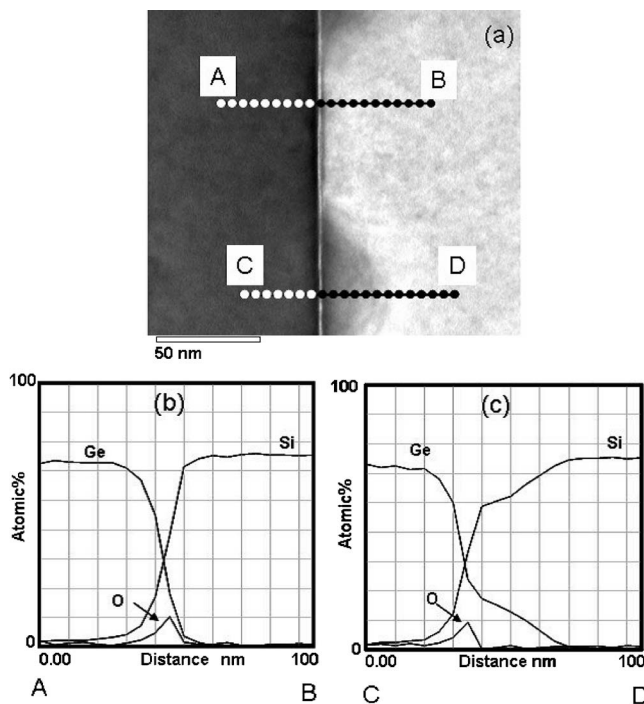 (a)
A
B
C
D
50 nm
100
(b)
Ge
Si
Atomic%
O
0
0.00
Distance nm
100
A
B
100
(c)
Ge
Si
Atomic%
O
0
0.00
Distance nm
100
C
D